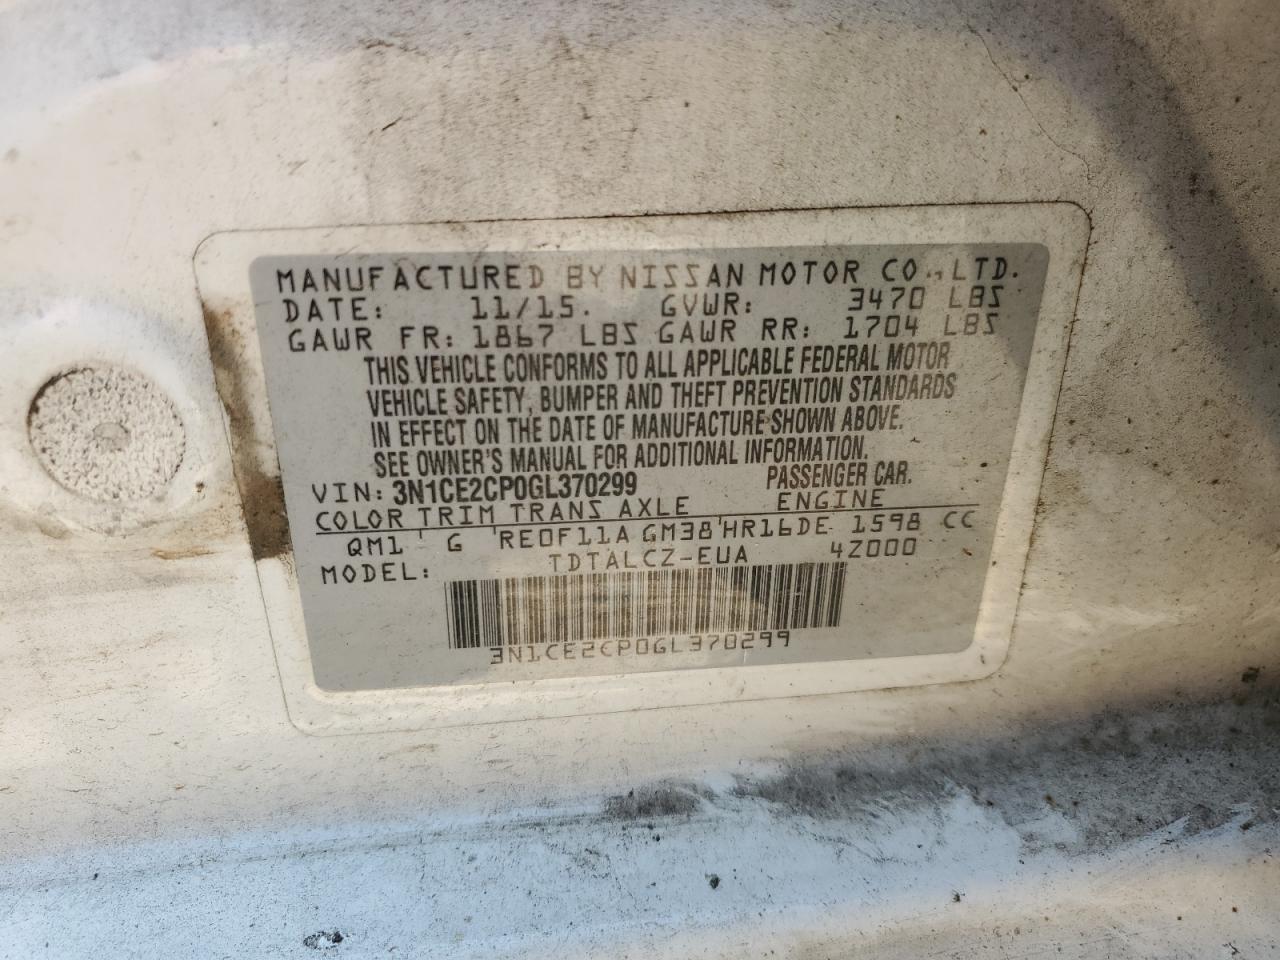 MANUFACTURED BY NISSAN MOTOR CO., LTD.
DATE: 11/15. GVWR: 3470 LBS
GAWR FR: 1867 LBS GAWR RR: 1704 LBS
THIS VEHICLE CONFORMS TO ALL APPLICABLE FEDERAL MOTOR
VEHICLE SAFETY, BUMPER AND THEFT PREVENTION STANDARDS
IN EFFECT ON THE DATE OF MANUFACTURE SHOWN ABOVE.
SEE OWNER'S MANUAL FOR ADDITIONAL INFORMATION.
VIN: 3N1CE2CP0GL370299 PASSENGER CAR.
COLOR TRIM TRANS AXLE ENGINE
QM1 G RE0F11A GM38 HR16DE 1598 CC
MODEL: TDTALCZ-EUA 4Z000
3N1CE2CP0GL370299